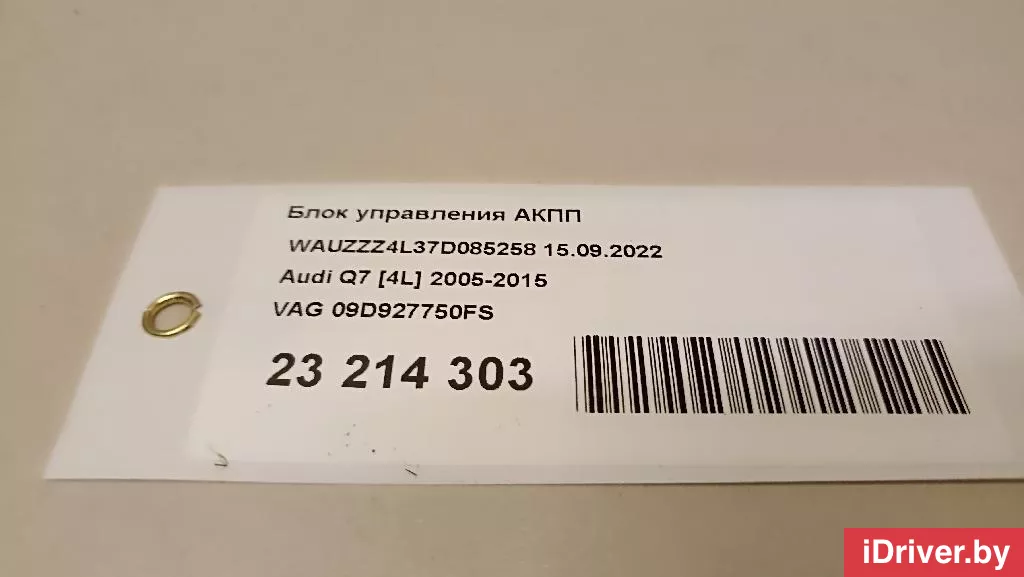 Блок управления АКПП
WAUZZZ4L37D085258 15.09.2022
Audi Q7 [4L] 2005-2015
VAG 09D927750FS
23 214 303
iDriver.by